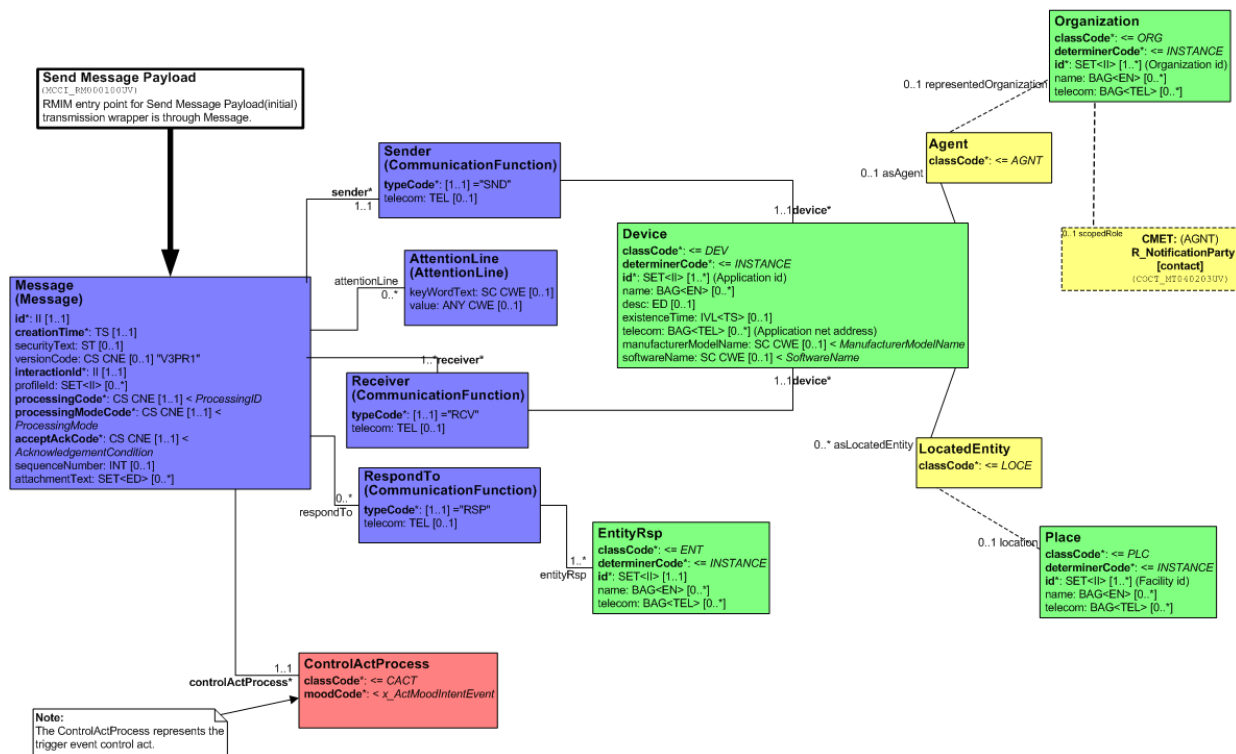 Send Message Payload
(MCCI_RM000100UV)
RMIM entry point for Send Message Payload(initial)
transmission wrapper is through Message.
Organization
classCode*: <= ORG
determinerCode*: <= INSTANCE
id*: SET<II> [1..*] (Organization id)
name: BAG<EN> [0..*]
telecom: BAG<TEL> [0..*]
0..1 representedOrganization
Agent
classCode*: <= AGNT
0..1 asAgent
Sender
(CommunicationFunction)
typeCode*: [1..1] ="SND"
telecom: TEL [0..1]
sender*
1..1
1..1device*
0..1 scopedRole
CMET: (AGNT)
R_NotificationParty
[contact]
(COCT_MT040203UV)
Device
classCode*: <= DEV
determinerCode*: <= INSTANCE
id*: SET<II> [1..*] (Application id)
name: BAG<EN> [0..*]
desc: ED [0..1]
existenceTime: IVL<TS> [0..1]
telecom: BAG<TEL> [0..*] (Application net address)
manufacturerModelName: SC CWE [0..1] < ManufacturerModelName
softwareName: SC CWE [0..1] < SoftwareName
AttentionLine
(AttentionLine)
keyWordText: SC CWE [0..1]
value: ANY CWE [0..1]
attentionLine
0..*
Message
(Message)
id*: II [1..1]
creationTime*: TS [1..1]
securityText: ST [0..1]
versionCode: CS CNE [0..1] "V3PR1"
interactionId*: II [1..1]
profileId: SET<II> [0..*]
processingCode*: CS CNE [1..1] < ProcessingID
processingModeCode*: CS CNE [1..1] <
ProcessingMode
acceptAckCode*: CS CNE [1..1] <
AcknowledgementCondition
sequenceNumber: INT [0..1]
attachmentText: SET<ED> [0..*]
1..*receiver*
Receiver
(CommunicationFunction)
typeCode*: [1..1] ="RCV"
telecom: TEL [0..1]
1..1device*
0..* asLocatedEntity
LocatedEntity
classCode*: <= LOCE
RespondTo
(CommunicationFunction)
typeCode*: [1..1] ="RSP"
telecom: TEL [0..1]
0..*
respondTo
EntityRsp
classCode*: <= ENT
determinerCode*: <= INSTANCE
id*: SET<II> [1..1]
name: BAG<EN> [0..*]
telecom: BAG<TEL> [0..*]
1..*
entityRsp
0..1 location
Place
classCode*: <= PLC
determinerCode*: <= INSTANCE
id*: SET<II> [1..*] (Facility id)
name: BAG<EN> [0..*]
telecom: BAG<TEL> [0..*]
1..1
controlActProcess*
ControlActProcess
classCode*: <= CACT
moodCode*: < x_ActMoodIntentEvent
Note:
The ControlActProcess represents the
trigger event control act.